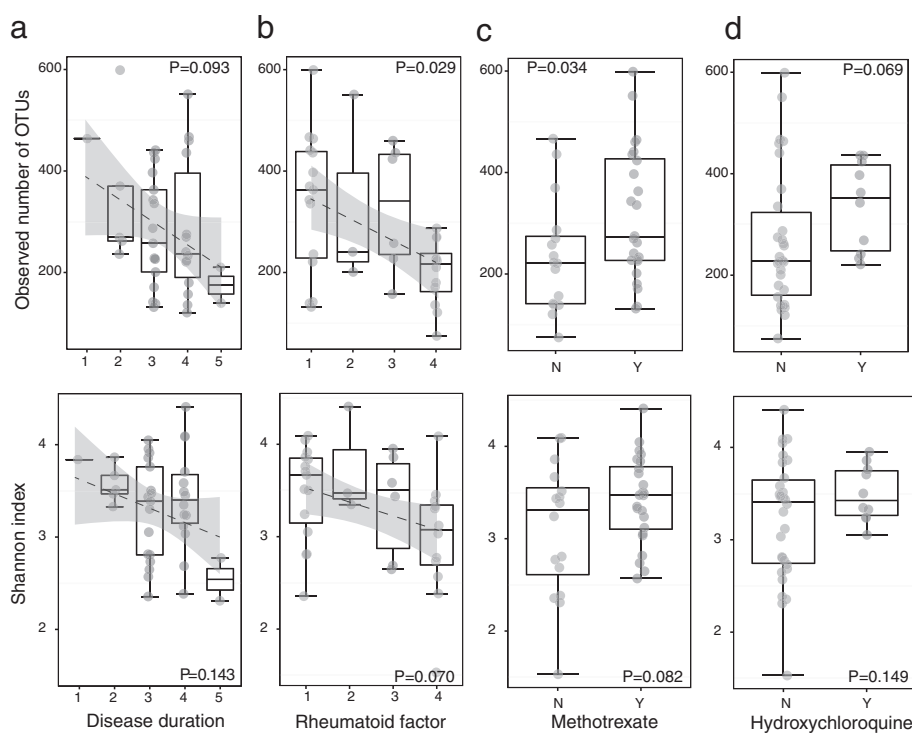 a b c d
Observed number of OTUs
600
400
200
P=0.093
1 2 3 4 5
600
400
200
P=0.029
1 2 3 4
600
400
200
P=0.034
N Y
600
400
200
P=0.069
N Y
Shannon index
4
3
2
P=0.143
1 2 3 4 5
Disease duration
4
3
2
P=0.070
1 2 3 4
Rheumatoid factor
4
3
2
P=0.082
N Y
Methotrexate
4
3
2
P=0.149
N Y
Hydroxychloroquine